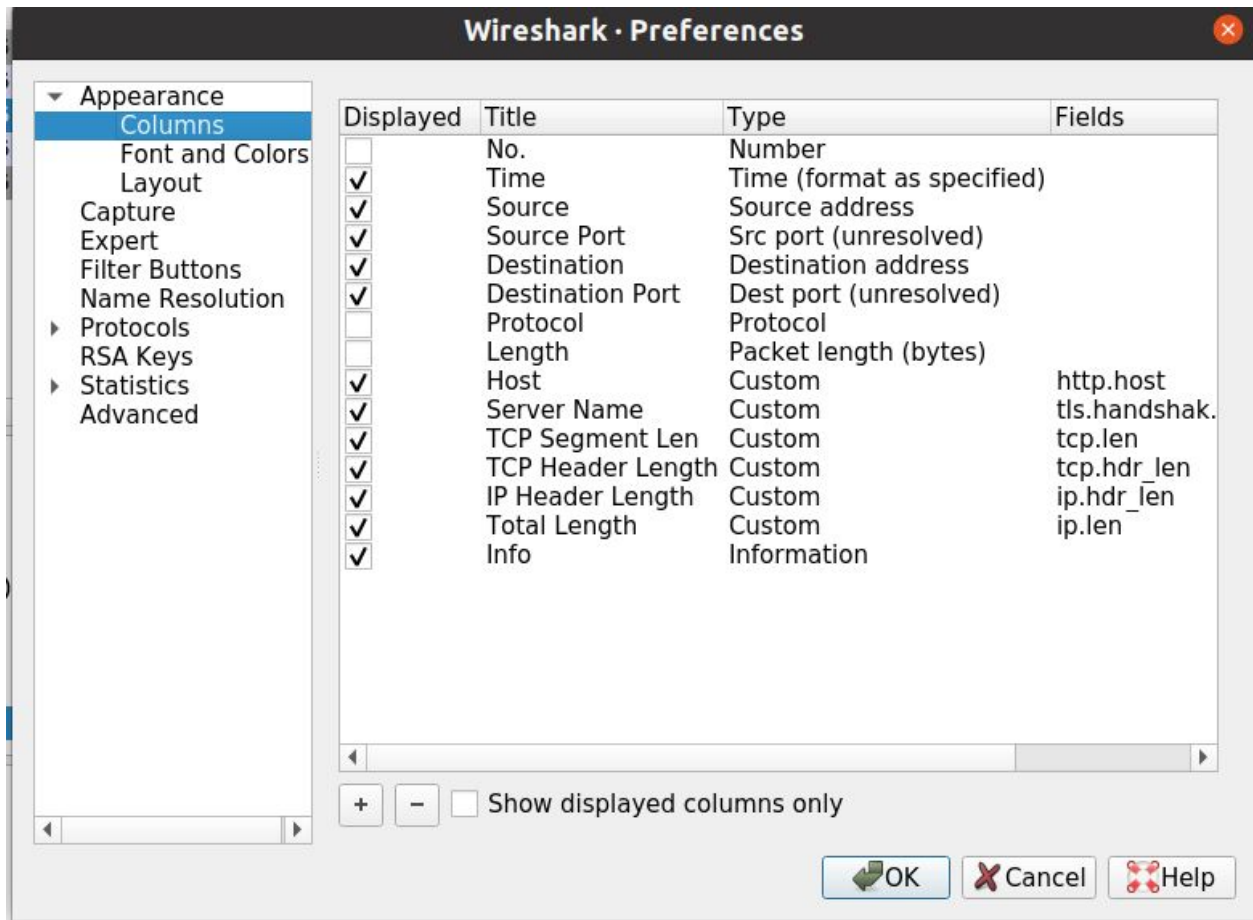 Wireshark · Preferences
Appearance
Columns
Font and Colors
Layout
Capture
Expert
Filter Buttons
Name Resolution
Protocols
RSA Keys
Statistics
Advanced
Displayed Title Type Fields
No. Number
Time Time (format as specified)
Source Source address
Source Port Src port (unresolved)
Destination Destination address
Destination Port Dest port (unresolved)
Protocol Protocol
Length Packet length (bytes)
Host Custom http.host
Server Name Custom tls.handshak.
TCP Segment Len Custom tcp.len
TCP Header Length Custom tcp.hdr_len
IP Header Length Custom ip.hdr_len
Total Length Custom ip.len
Info Information
+ − Show displayed columns only
OK Cancel Help